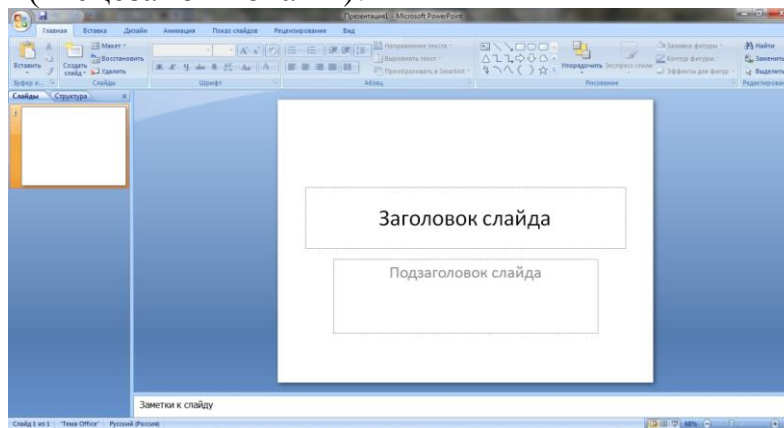 Презентация1 - Microsoft PowerPoint
Главная Вставка Дизайн Анимация Показ слайдов Рецензирование Вид
Вставить
Создать слайд
Макет
Восстановить
Удалить
Направление текста
Выровнять текст
Преобразовать в SmartArt
Упорядочить
Экспресс-стили
Заливка фигуры
Контур фигуры
Эффекты для фигур
Найти
Заменить
Выделить
Слайды Шрифт Абзац Рисование
Слайды Структура
1
Заголовок слайда
Подзаголовок слайда
Заметки к слайду
Слайд 1 из 1 "Тема Office" Русский (Россия) 68%